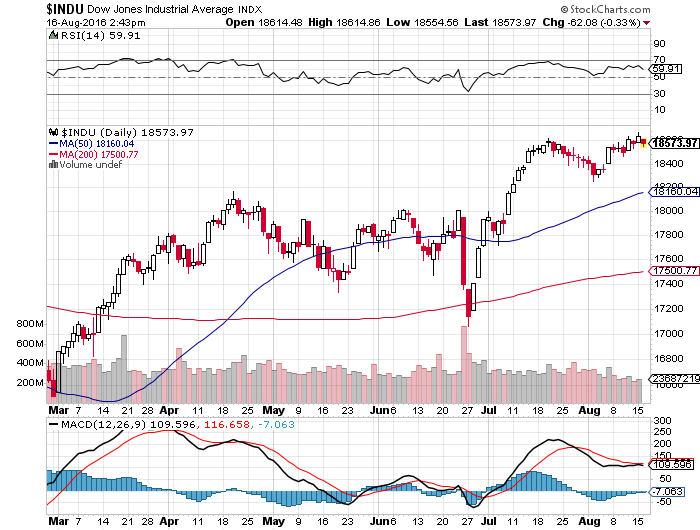 $INDU Dow Jones Industrial Average INDX © StockCharts.com
16-Aug-2016 2:43pm Open 18614.48 High 18614.86 Low 18554.56 Last 18573.97 Chg -62.08 (-0.33%)
RSI(14) 59.91
90
70
59.91
50
30
10
$INDU (Daily) 18573.97
MA(50) 18160.04
MA(200) 17500.77
Volume undef
18573.97
18400
18200
18160.04
18000
17800
17600
17500.77
17400
17200
17000
16800
800M
600M
400M
200M
23687219
Mar 7 14 21 28 Apr 11 18 25 May 9 16 23 Jun 6 13 20 27 Jul 11 18 25 Aug 8 15
MACD(12,26,9) 109.596, 116.658, -7.063
300
250
200
150
109.596
50
-7.063
-50
Mar 7 14 21 28 Apr 11 18 25 May 9 16 23 Jun 6 13 20 27 Jul 11 18 25 Aug 8 15